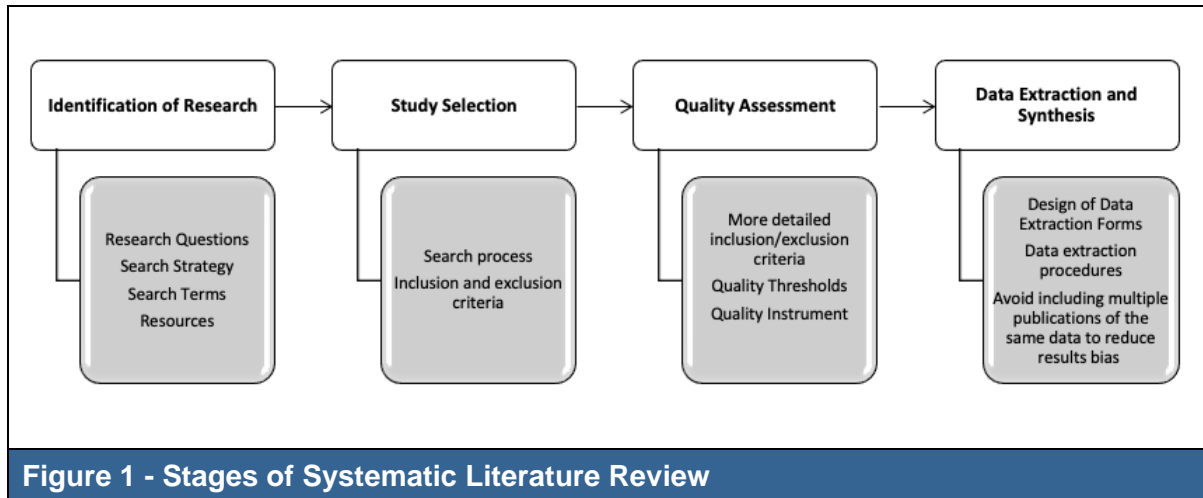 Identification of Research
Study Selection
Quality Assessment
Data Extraction and
Synthesis
Research Questions
Search Strategy
Search Terms
Resources
Search process
Inclusion and exclusion
criteria
More detailed
inclusion/exclusion
criteria
Quality Thresholds
Quality Instrument
Design of Data
Extraction Forms
Data extraction
procedures
Avoid including multiple
publications of the
same data to reduce
results bias
Figure 1 - Stages of Systematic Literature Review